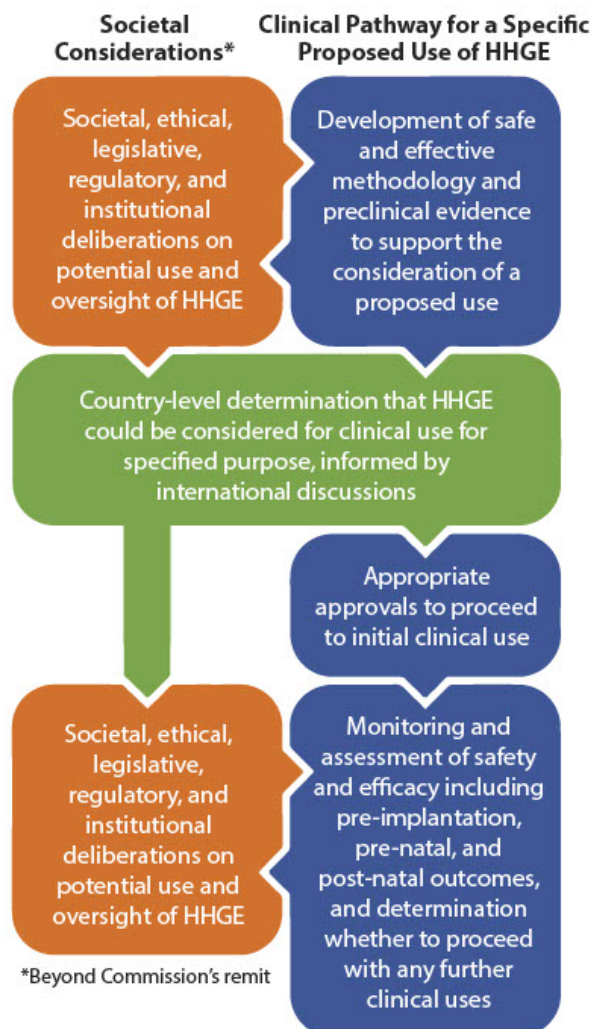 Societal
Considerations*
Clinical Pathway for a Specific
Proposed Use of HHGE
Societal, ethical,
legislative,
regulatory, and
institutional
deliberations on
potential use and
oversight of HHGE
Development of safe
and effective
methodology and
preclinical evidence
to support the
consideration of a
proposed use
Country-level determination that HHGE
could be considered for clinical use for
specified purpose, informed by
international discussions
Appropriate
approvals to proceed
to initial clinical use
Societal, ethical,
legislative,
regulatory, and
institutional
deliberations on
potential use and
oversight of HHGE
Monitoring and
assessment of safety
and efficacy including
pre-implantation,
pre-natal, and
post-natal outcomes,
and determination
whether to proceed
with any further
clinical uses
*Beyond Commission's remit